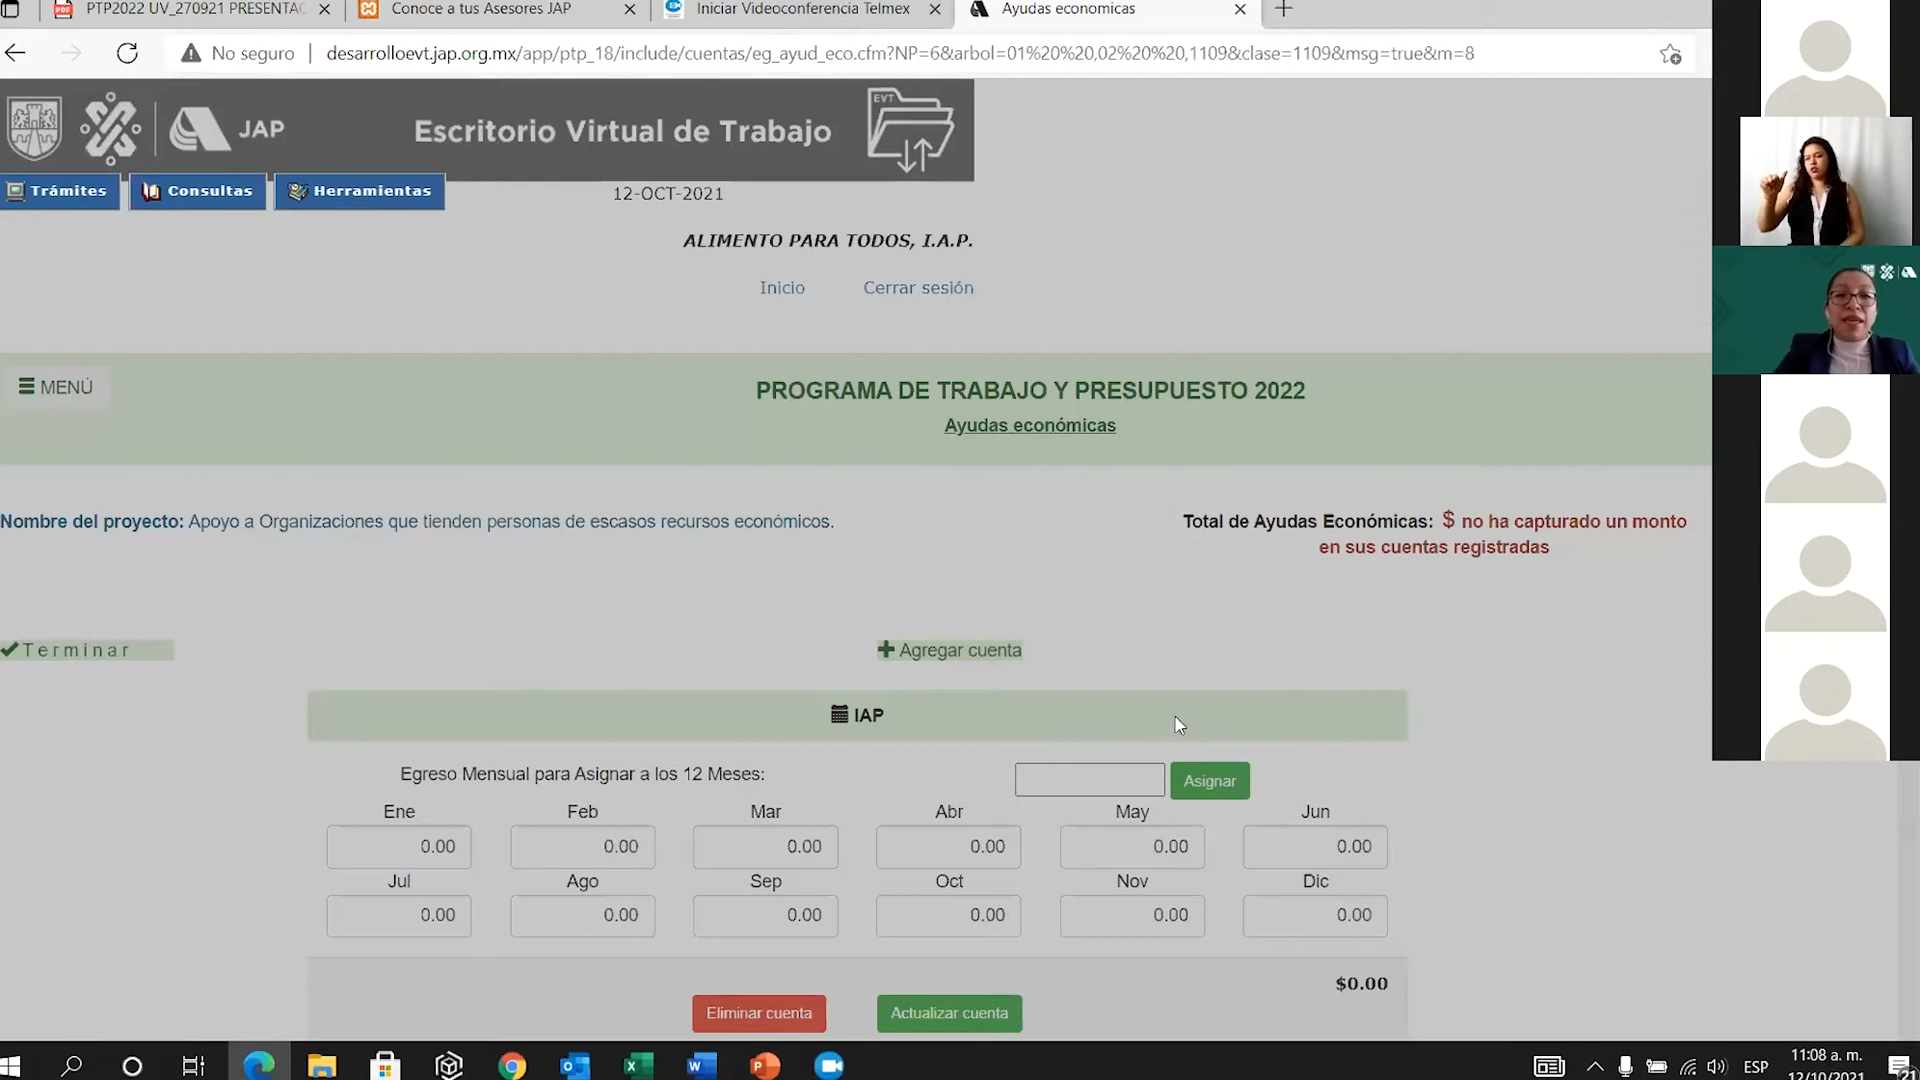 PTP2022 UV_270921 PRESENTAC
Conoce a tus Asesores JAP
Iniciar Videoconferencia Telmex
Ayudas economicas
No seguro
desarrolloevt.jap.org.mx/app/ptp_18/include/cuentas/eg_ayud_eco.cfm?NP=6&arbol=01%20%20,02%20%20,1109&clase=1109&msg=true&m=8
JAP
Escritorio Virtual de Trabajo
EVT
Trámites
Consultas
Herramientas
12-OCT-2021
ALIMENTO PARA TODOS, I.A.P.
Inicio
Cerrar sesión
MENÚ
PROGRAMA DE TRABAJO Y PRESUPUESTO 2022
Ayudas económicas
Nombre del proyecto: Apoyo a Organizaciones que tienden personas de escasos recursos económicos.
Total de Ayudas Económicas: $ no ha capturado un monto
en sus cuentas registradas
Terminar
Agregar cuenta
IAP
Egreso Mensual para Asignar a los 12 Meses:
Asignar
Ene Feb Mar Abr May Jun
0.00 0.00 0.00 0.00 0.00 0.00
Jul Ago Sep Oct Nov Dic
0.00 0.00 0.00 0.00 0.00 0.00
$0.00
Eliminar cuenta
Actualizar cuenta
ESP
11:08 a. m.
12/10/2021
21